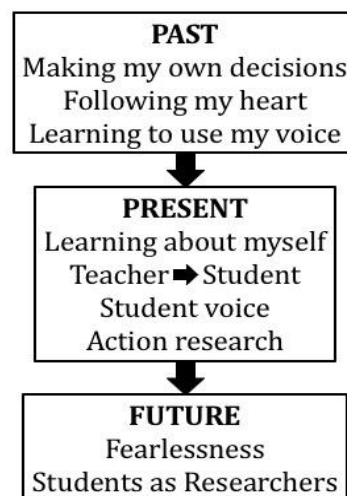 PAST
Making my own decisions
Following my heart
Learning to use my voice
PRESENT
Learning about myself
Teacher ➡ Student
Student voice
Action research
FUTURE
Fearlessness
Students as Researchers